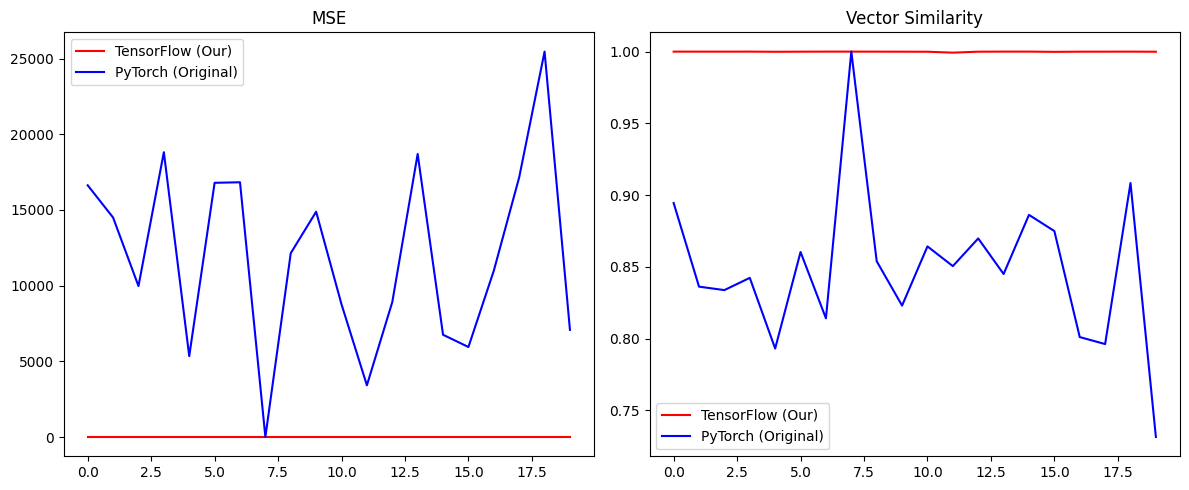 MSE
TensorFlow (Our)
PyTorch (Original)
25000
20000
15000
10000
5000
0
0.0 2.5 5.0 7.5 10.0 12.5 15.0 17.5
Vector Similarity
1.00
0.95
0.90
0.85
0.80
0.75
TensorFlow (Our)
PyTorch (Original)
0.0 2.5 5.0 7.5 10.0 12.5 15.0 17.5